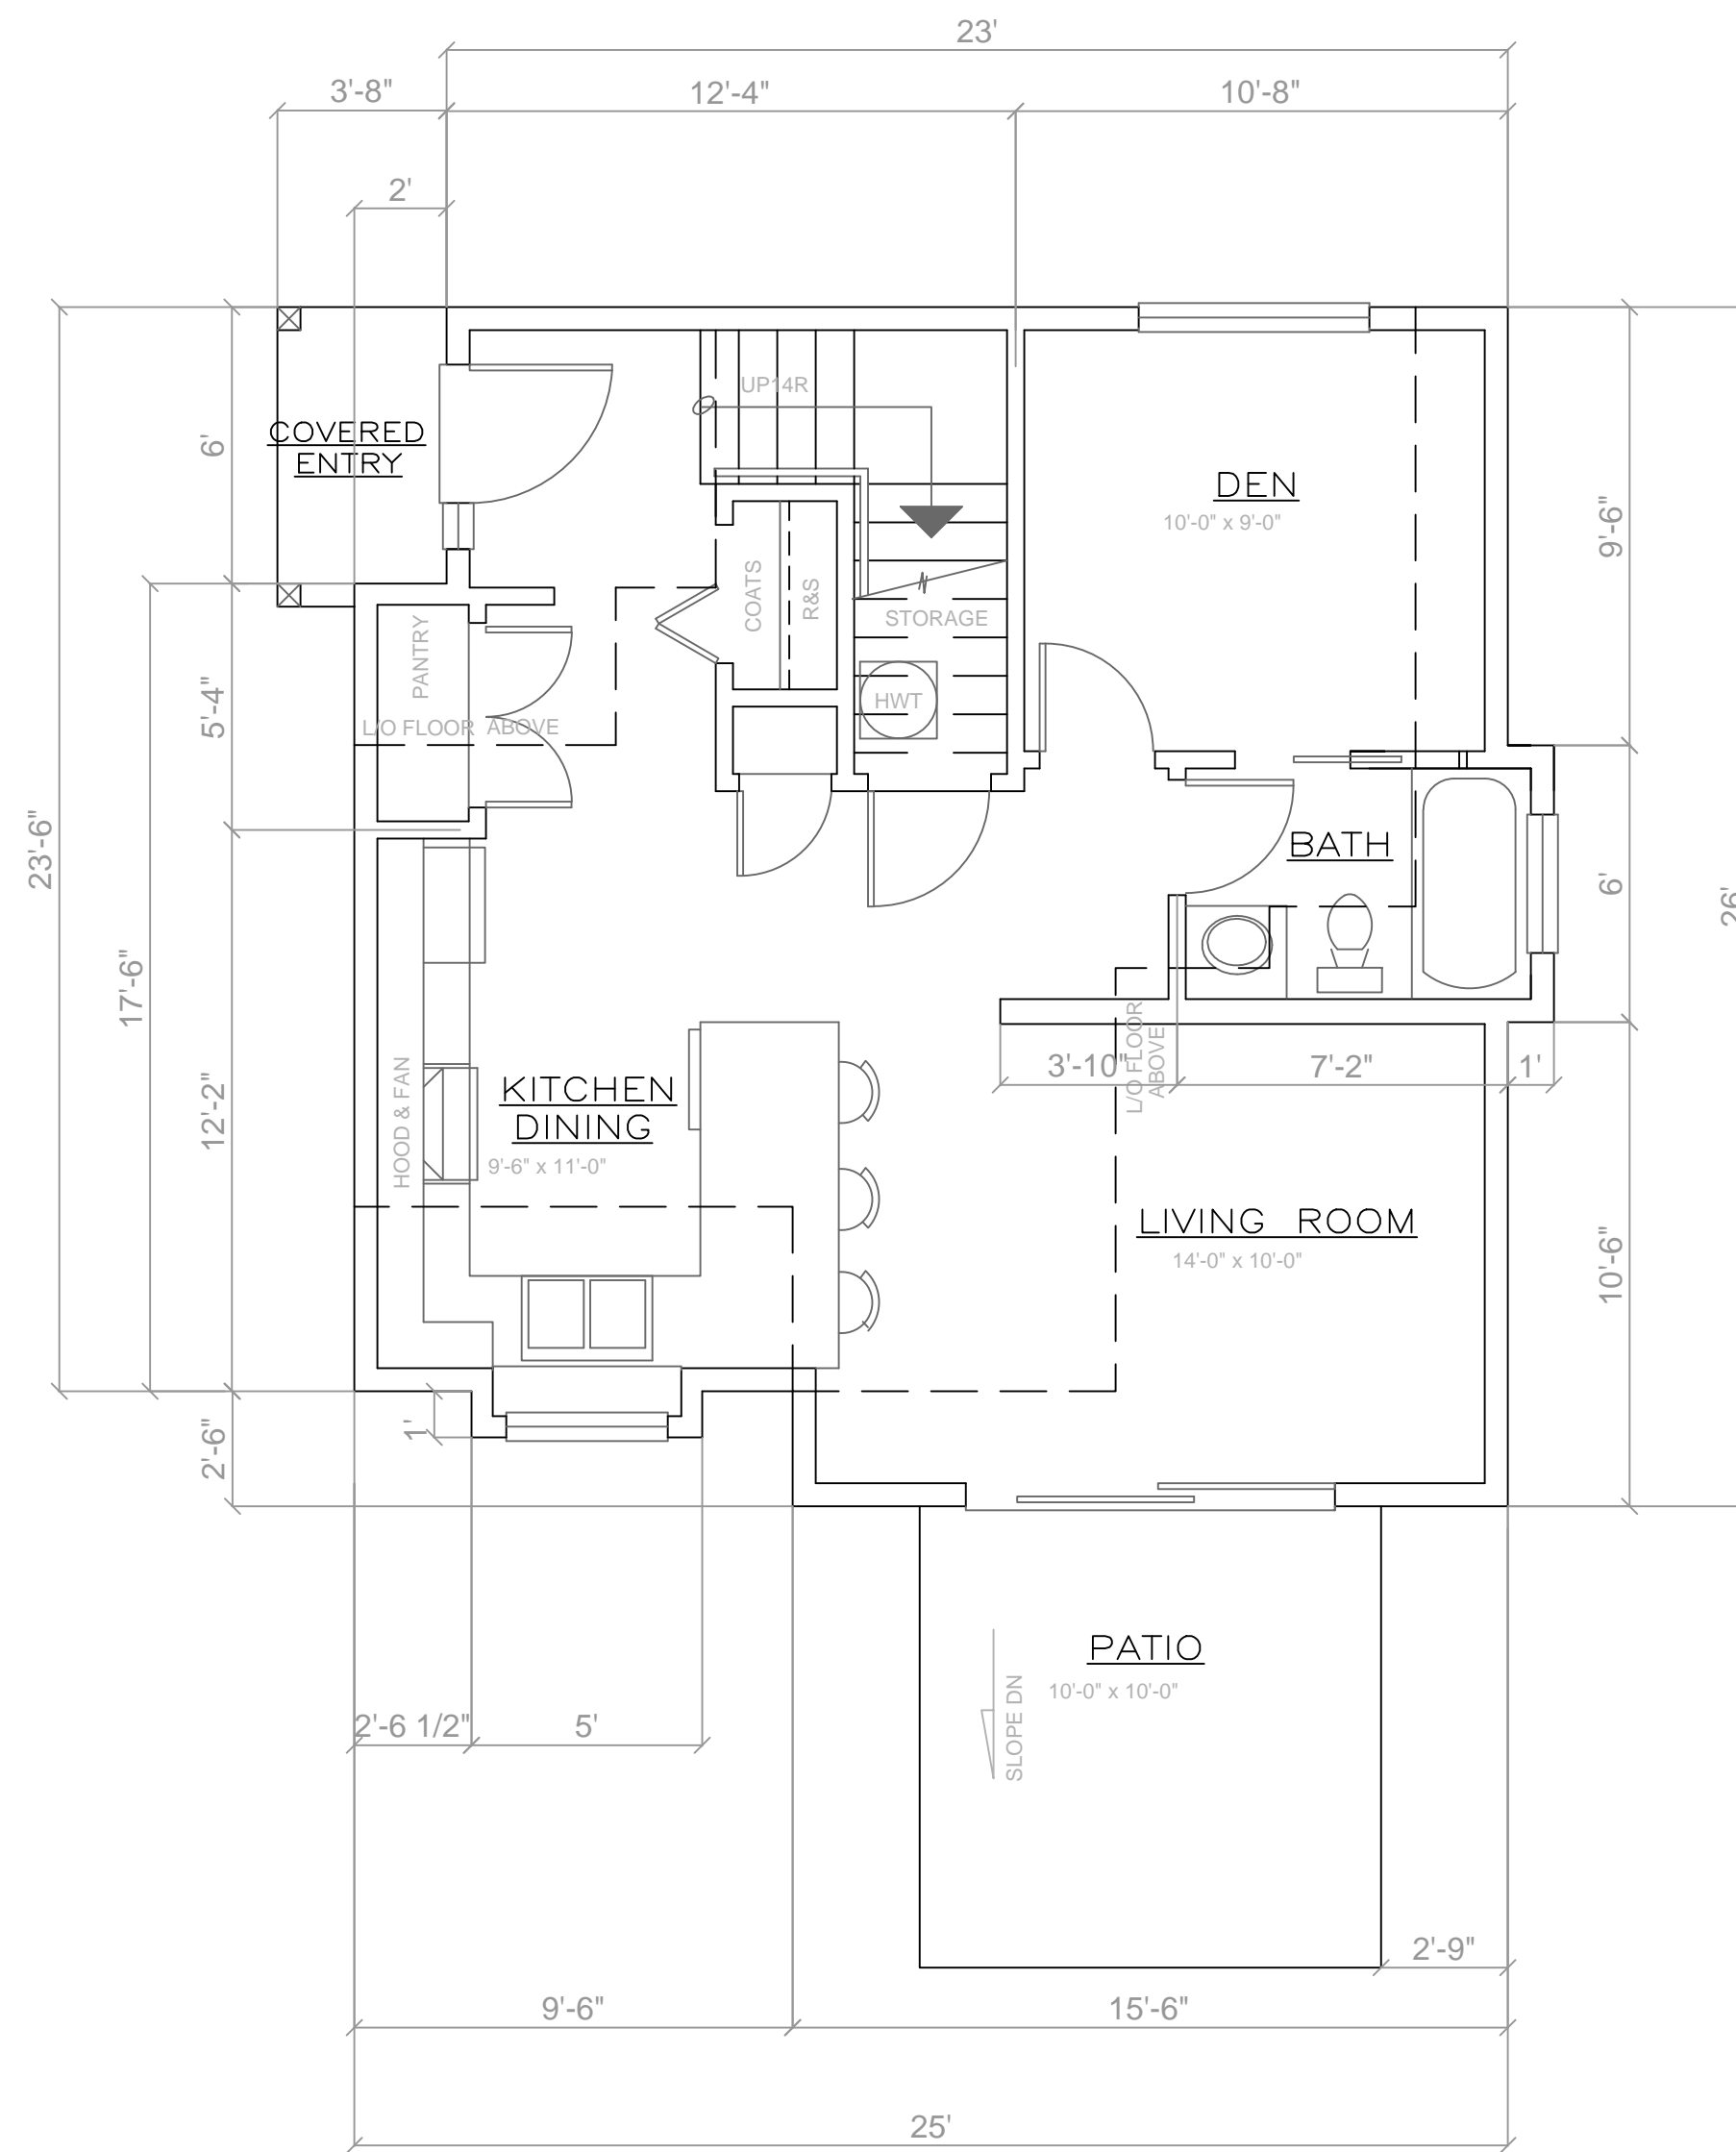 23'
3'-8"
12'-4"
10'-8"
2'
UP14R
COVERED
ENTRY
6'
DEN
10'-0" x 9'-0"
9'-6"
COATS
R&S
STORAGE
PANTRY
HWT
5'-4"
L/O FLOOR ABOVE
23'-6"
BATH
6'
26'
17'-6"
L/O FLOOR
ABOVE
3'-10"
7'-2"
1'
12'-2"
HOOD & FAN
KITCHEN
DINING
9'-6" x 11'-0"
LIVING ROOM
14'-0" x 10'-0"
10'-6"
1'
2'-6"
PATIO
10'-0" x 10'-0"
SLOPE DN
2'-6 1/2"
5'
2'-9"
9'-6"
15'-6"
25'